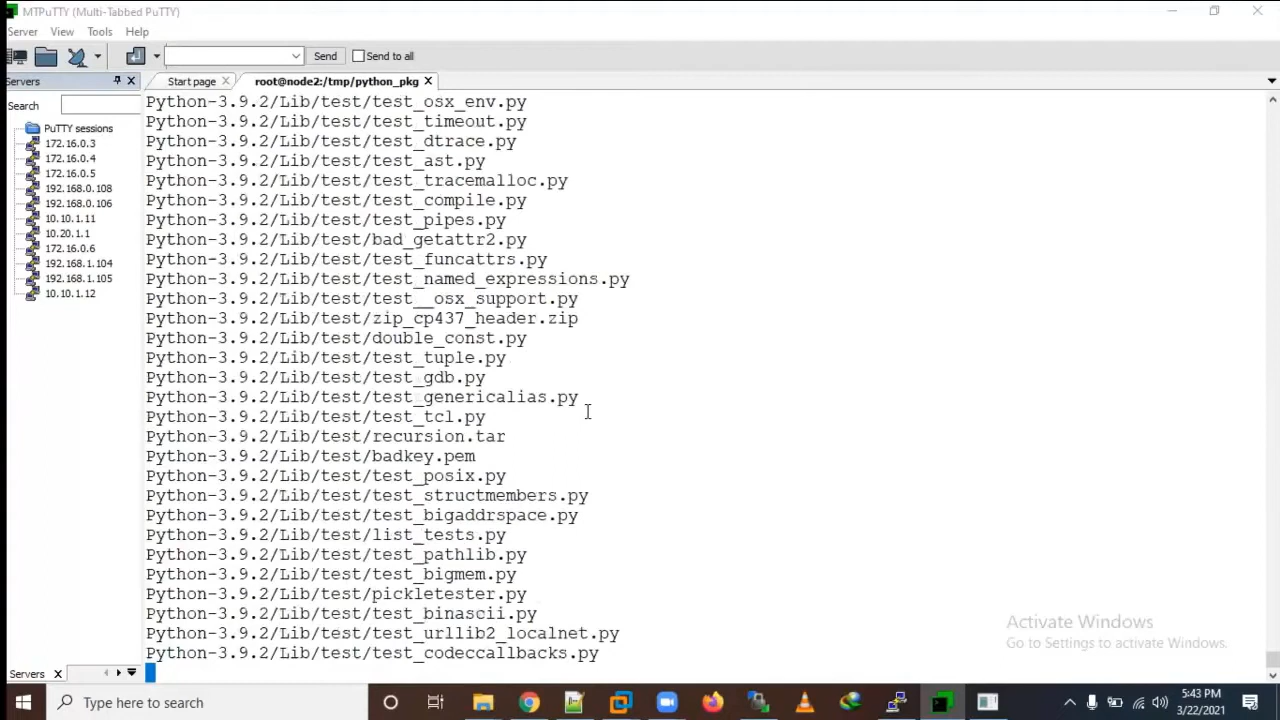 MTPuTTY (Multi-Tabbed PuTTY)
Server View Tools Help
Send Send to all
Servers
Start page
root@node2:/tmp/python_pkg
Search
PuTTY sessions
172.16.0.3
172.16.0.4
172.16.0.5
192.168.0.108
192.168.0.106
10.10.1.11
10.20.1.1
172.16.0.6
192.168.1.104
192.168.1.105
10.10.1.12
Python-3.9.2/Lib/test/test_osx_env.py
Python-3.9.2/Lib/test/test_timeout.py
Python-3.9.2/Lib/test/test_dtrace.py
Python-3.9.2/Lib/test/test_ast.py
Python-3.9.2/Lib/test/test_tracemalloc.py
Python-3.9.2/Lib/test/test_compile.py
Python-3.9.2/Lib/test/test_pipes.py
Python-3.9.2/Lib/test/bad_getattr2.py
Python-3.9.2/Lib/test/test_funcattrs.py
Python-3.9.2/Lib/test/test_named_expressions.py
Python-3.9.2/Lib/test/test__osx_support.py
Python-3.9.2/Lib/test/zip_cp437_header.zip
Python-3.9.2/Lib/test/double_const.py
Python-3.9.2/Lib/test/test_tuple.py
Python-3.9.2/Lib/test/test_gdb.py
Python-3.9.2/Lib/test/test_genericalias.py
Python-3.9.2/Lib/test/test_tcl.py
Python-3.9.2/Lib/test/recursion.tar
Python-3.9.2/Lib/test/badkey.pem
Python-3.9.2/Lib/test/test_posix.py
Python-3.9.2/Lib/test/test_structmembers.py
Python-3.9.2/Lib/test/test_bigaddrspace.py
Python-3.9.2/Lib/test/list_tests.py
Python-3.9.2/Lib/test/test_pathlib.py
Python-3.9.2/Lib/test/test_bigmem.py
Python-3.9.2/Lib/test/pickletester.py
Python-3.9.2/Lib/test/test_binascii.py
Python-3.9.2/Lib/test/test_urllib2_localnet.py
Python-3.9.2/Lib/test/test_codeccallbacks.py
Activate Windows
Go to Settings to activate Windows.
Servers
Type here to search
5:43 PM
3/22/2021